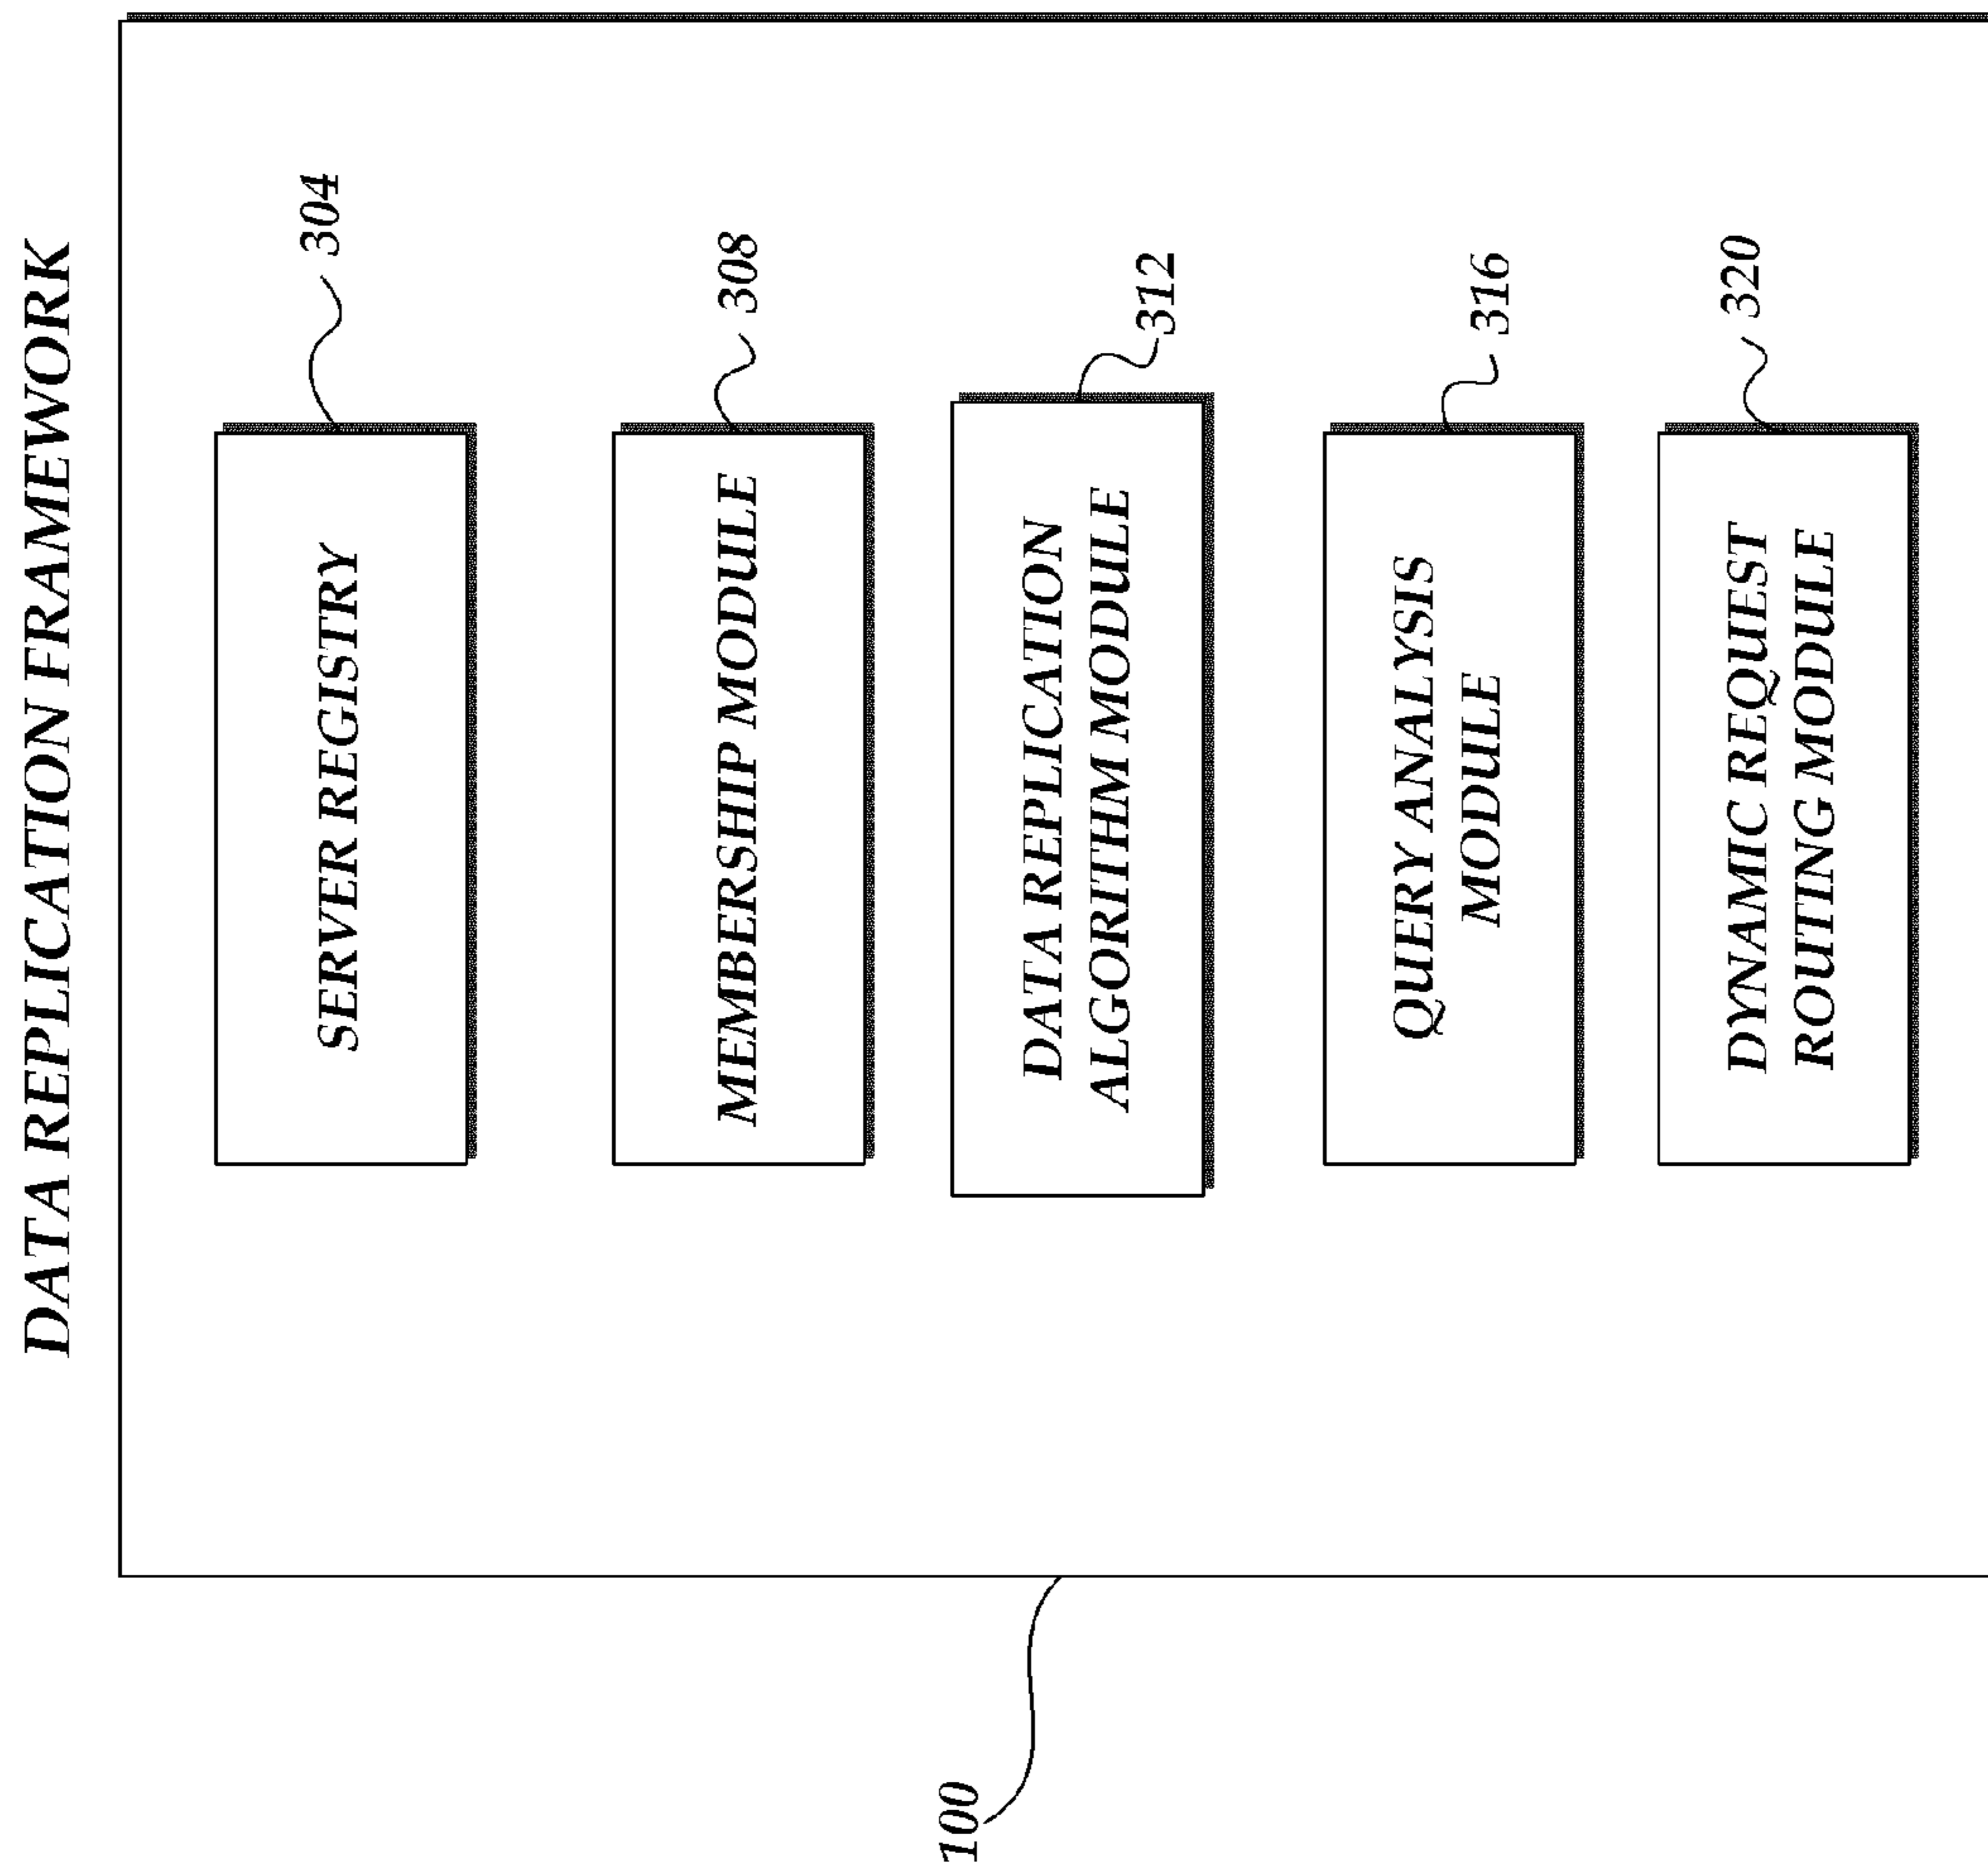 DATA REPLICATION FRAMEWORK
SERVER REGISTRY
304
MEMBERSHIP MODULE
308
DATA REPLICATION
ALGORITHM MODULE
312
QUERY ANALYSIS
MODULE
316
DYNAMIC REQUEST
ROUTING MODULE
320
100